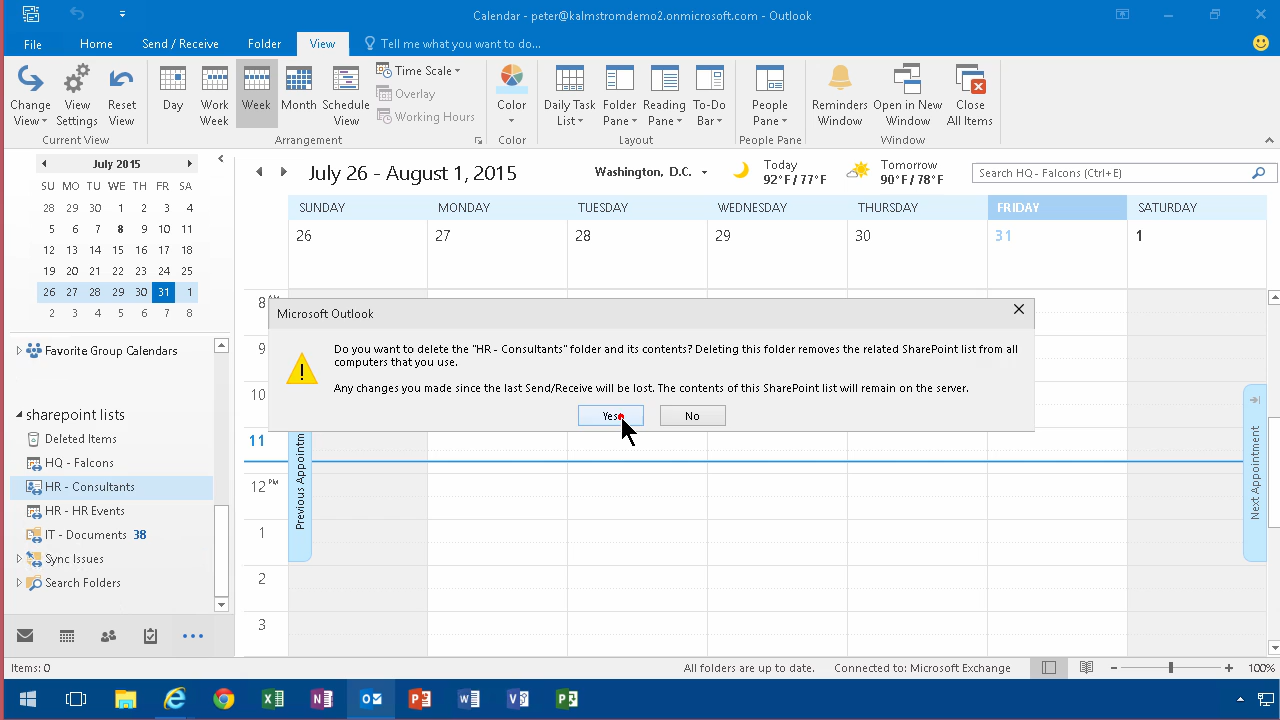 Calendar - peter@kalmstromdemo2.onmicrosoft.com - Outlook
File Home Send / Receive Folder View Tell me what you want to do...
Change View View Settings Reset View
Current View
Day Work Week Week Month Schedule View
Time Scale
Overlay
Working Hours
Arrangement
Color
Color
Daily Task List Folder Pane Reading Pane To-Do Bar
Layout
People Pane
People Pane
Reminders Window Open in New Window Close All Items
Window
July 2015
SU MO TU WE TH FR SA
28 29 30 1 2 3 4
5 6 7 8 9 10 11
12 13 14 15 16 17 18
19 20 21 22 23 24 25
26 27 28 29 30 31 1
2 3 4 5 6 7 8
Favorite Group Calendars
sharepoint lists
Deleted Items
HQ - Falcons
HR - Consultants
HR - HR Events
IT - Documents 38
Sync Issues
Search Folders
July 26 - August 1, 2015
Washington, D.C.
Today
92°F/77°F
Tomorrow
90°F/78°F
Search HQ - Falcons (Ctrl+E)
SUNDAY MONDAY TUESDAY WEDNESDAY THURSDAY FRIDAY SATURDAY
26 27 28 29 30 31 1
8 AM
9
10
11
12 PM
1
2
3
Previous Appointm
Next Appointment
Microsoft Outlook
Do you want to delete the "HR - Consultants" folder and its contents? Deleting this folder removes the related SharePoint list from all
computers that you use.
Any changes you made since the last Send/Receive will be lost. The contents of this SharePoint list will remain on the server.
Yes No
Items: 0 All folders are up to date. Connected to: Microsoft Exchange 100%